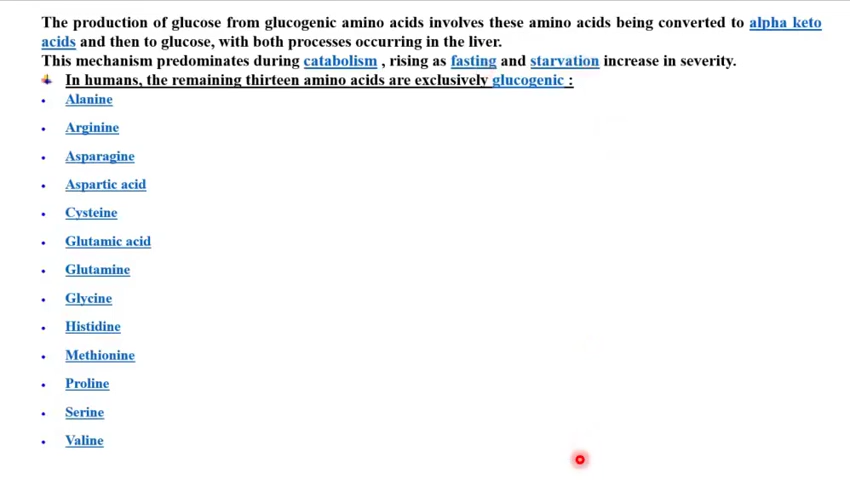 The production of glucose from glucogenic amino acids involves these amino acids being converted to alpha keto
acids and then to glucose, with both processes occurring in the liver.
This mechanism predominates during catabolism , rising as fasting and starvation increase in severity.
In humans, the remaining thirteen amino acids are exclusively glucogenic :
• Alanine
• Arginine
• Asparagine
• Aspartic acid
• Cysteine
• Glutamic acid
• Glutamine
• Glycine
• Histidine
• Methionine
• Proline
• Serine
• Valine